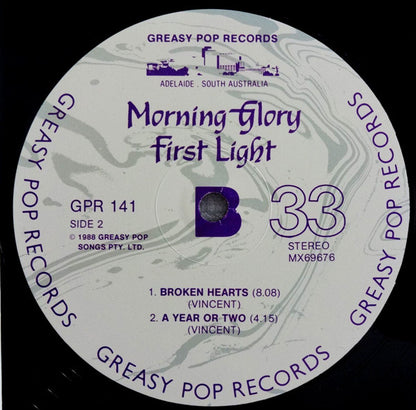 GREASY POP RECORDS
ADELAIDE . SOUTH AUSTRALIA
Morning Glory
First Light
GPR 141
SIDE 2
© 1988 GREASY POP
SONGS PTY. LTD.
B
33
STEREO
MX69676
1. BROKEN HEARTS (8.08)
(VINCENT)
2. A YEAR OR TWO (4.15)
(VINCENT)
GREASY POP RECORDS
GREASY POP RECORDS
GREASY POP RECORDS